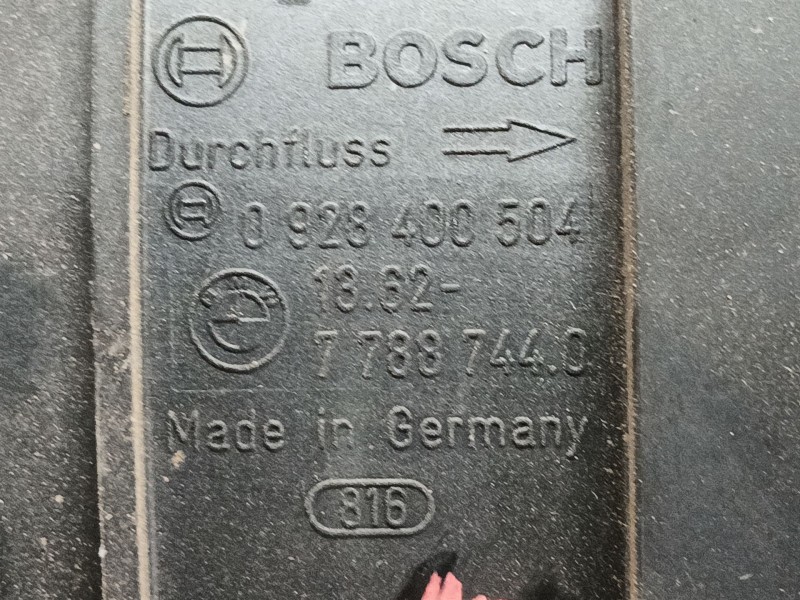 BOSCH
Durchfluss
0 928 400 504
13.62-
7 788 744.0
Made in Germany
816